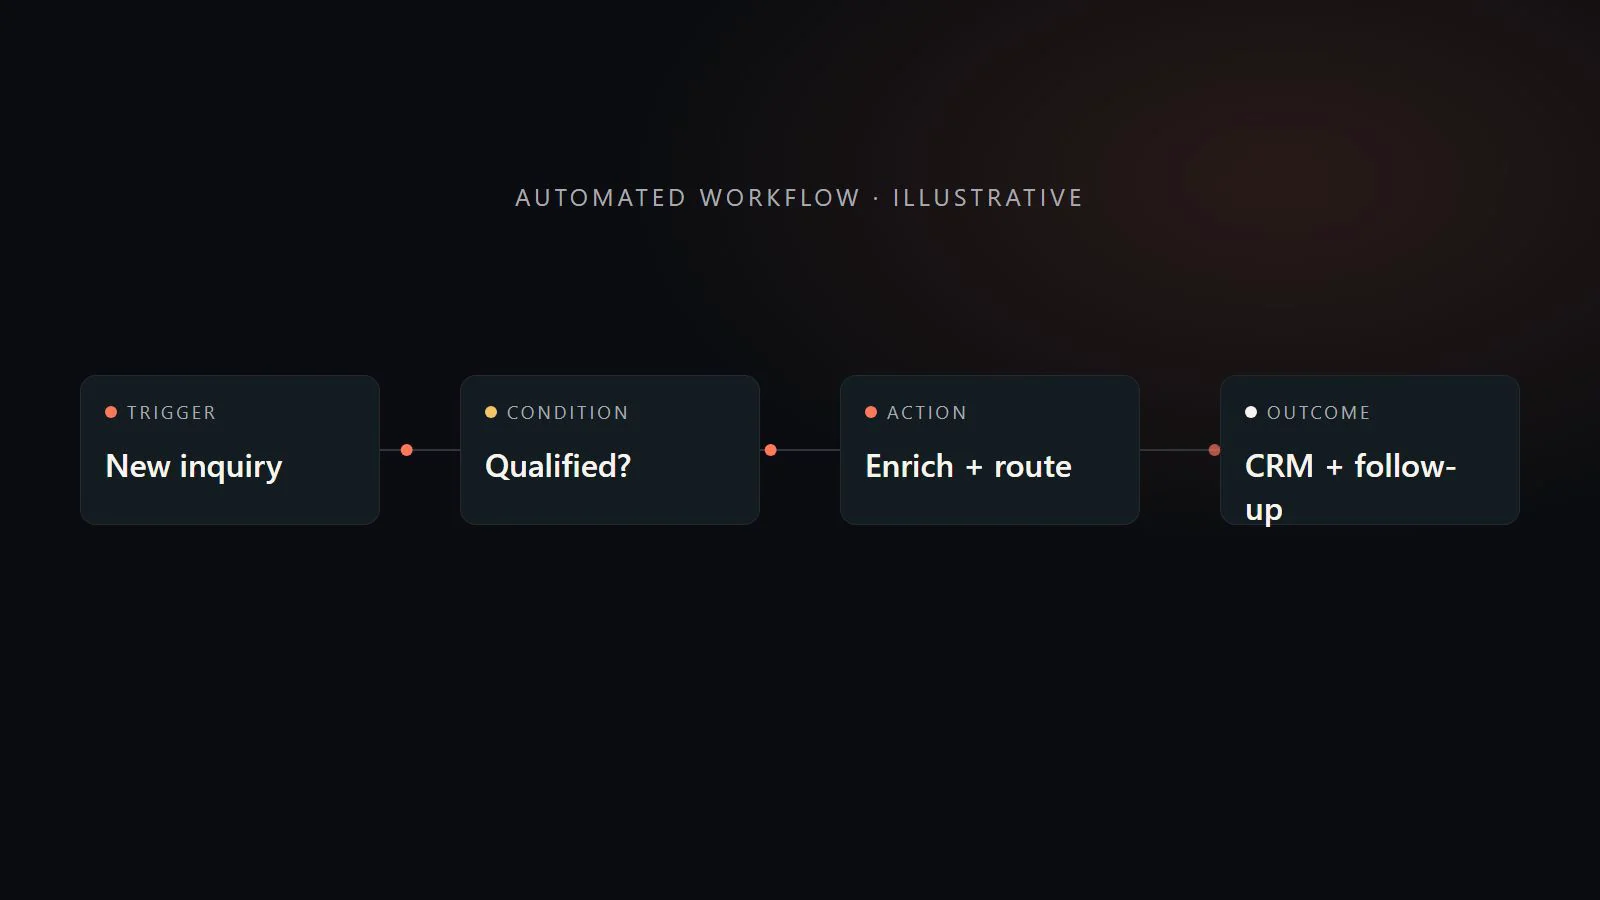 AUTOMATED WORKFLOW · ILLUSTRATIVE
TRIGGER
New inquiry
CONDITION
Qualified?
ACTION
Enrich + route
OUTCOME
CRM + follow-
up